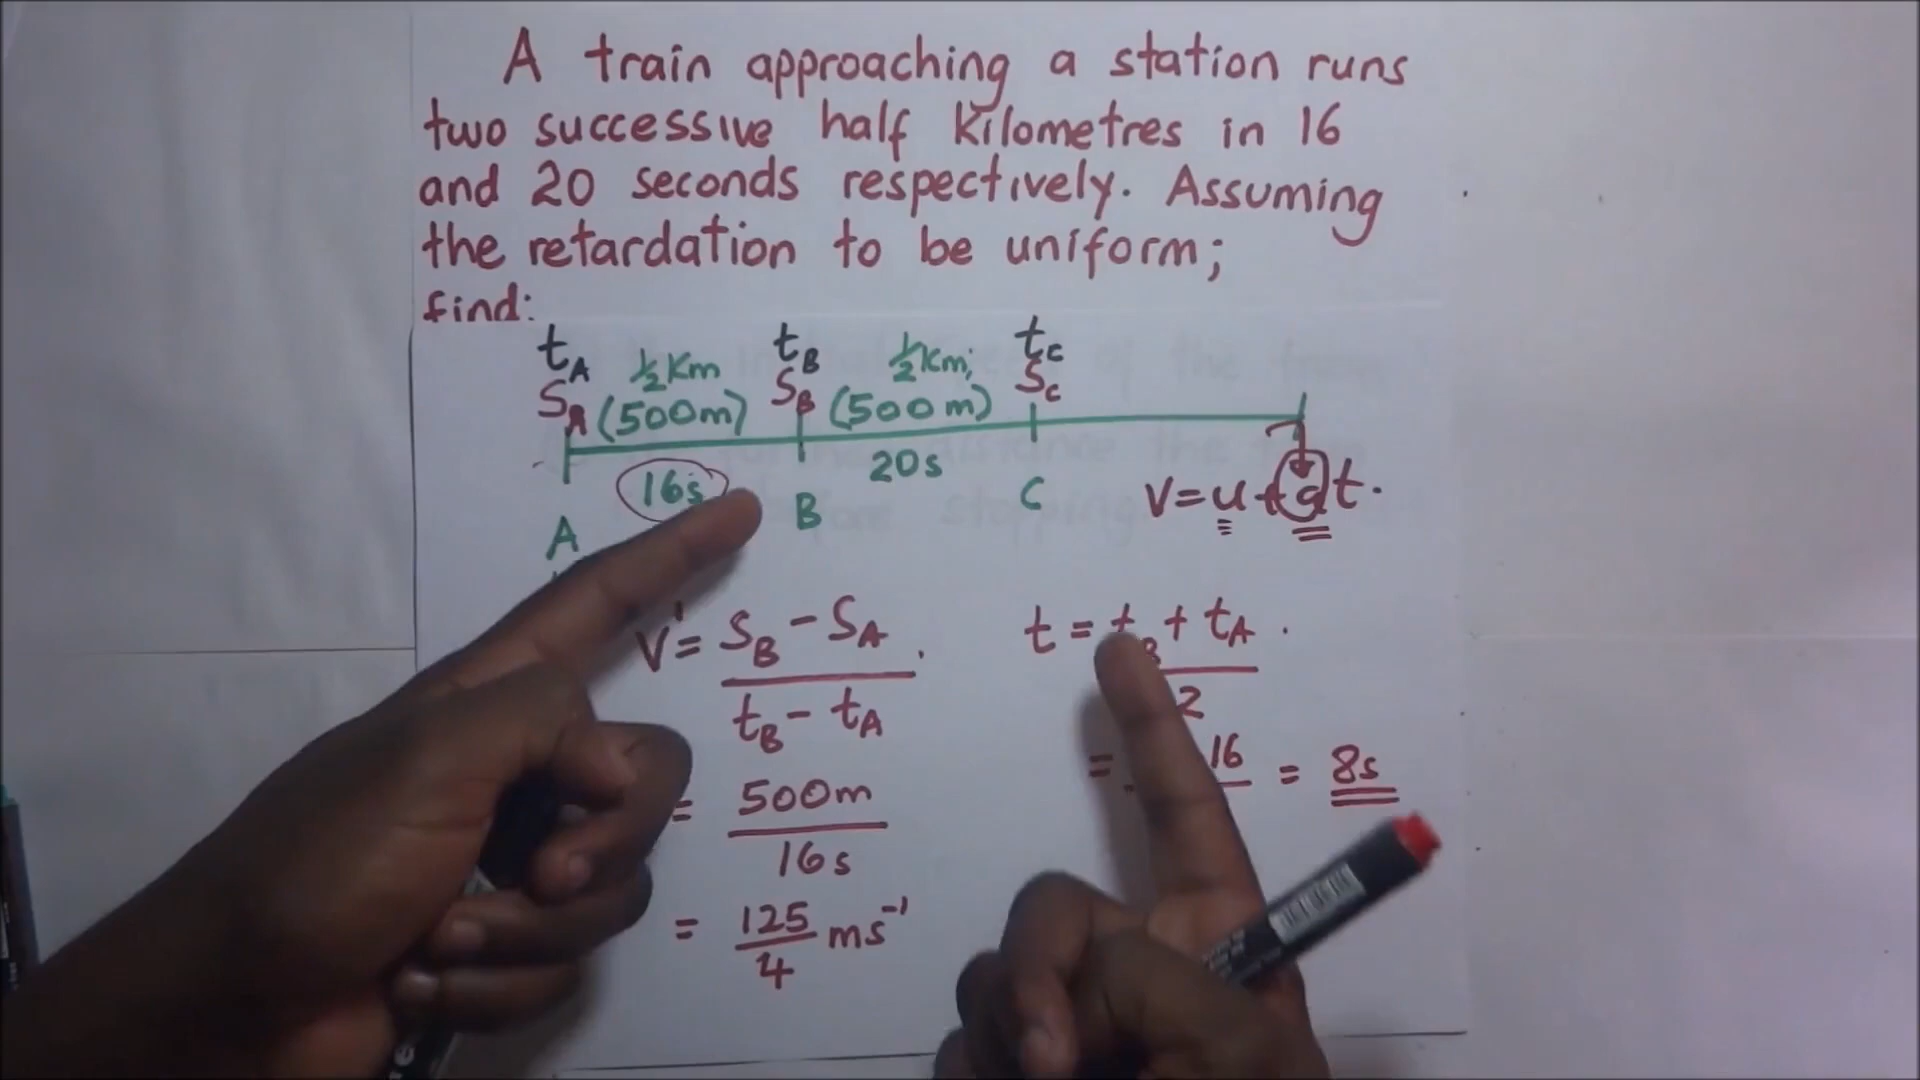 A train approaching a station runs
two successive half Kilometres in 16
and 20 seconds respectively. Assuming
the retardation to be uniform;
find:
tA tB tC
½Km ½Km;
SA (500m) SB (500m) Sc
16s 20s
A B C
V=u+at.
V'= SB-SA
tB-tA
= 500m
16s
= 125 ms⁻¹
4
t = tB + tA.
2
= 16 = 8s